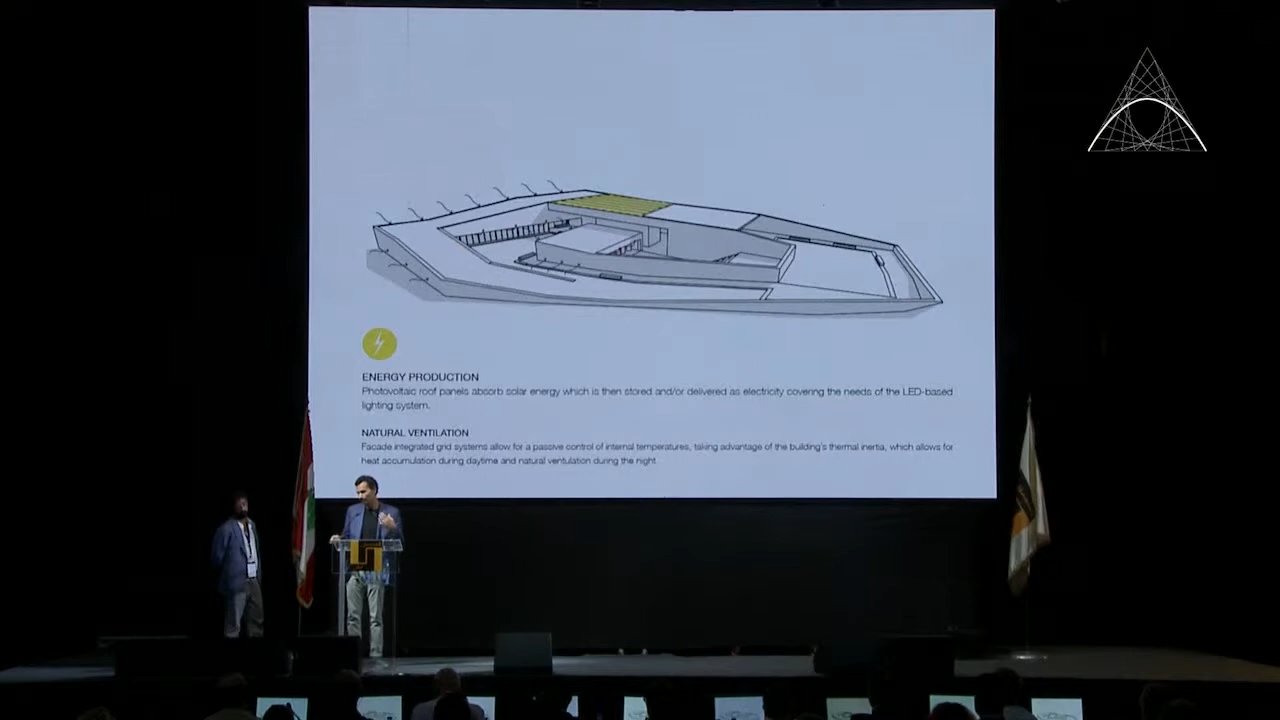 ENERGY PRODUCTION
Photovoltaic roof panels absorb solar energy which is then stored and/or delivered as electricity covering the needs of the LED-based
lighting system.
NATURAL VENTILATION
Facade integrated grid systems allow for a passive control of internal temperatures, taking advantage of the building's thermal inertia, which allows for
heat accumulation during daytime and natural ventulation during the night